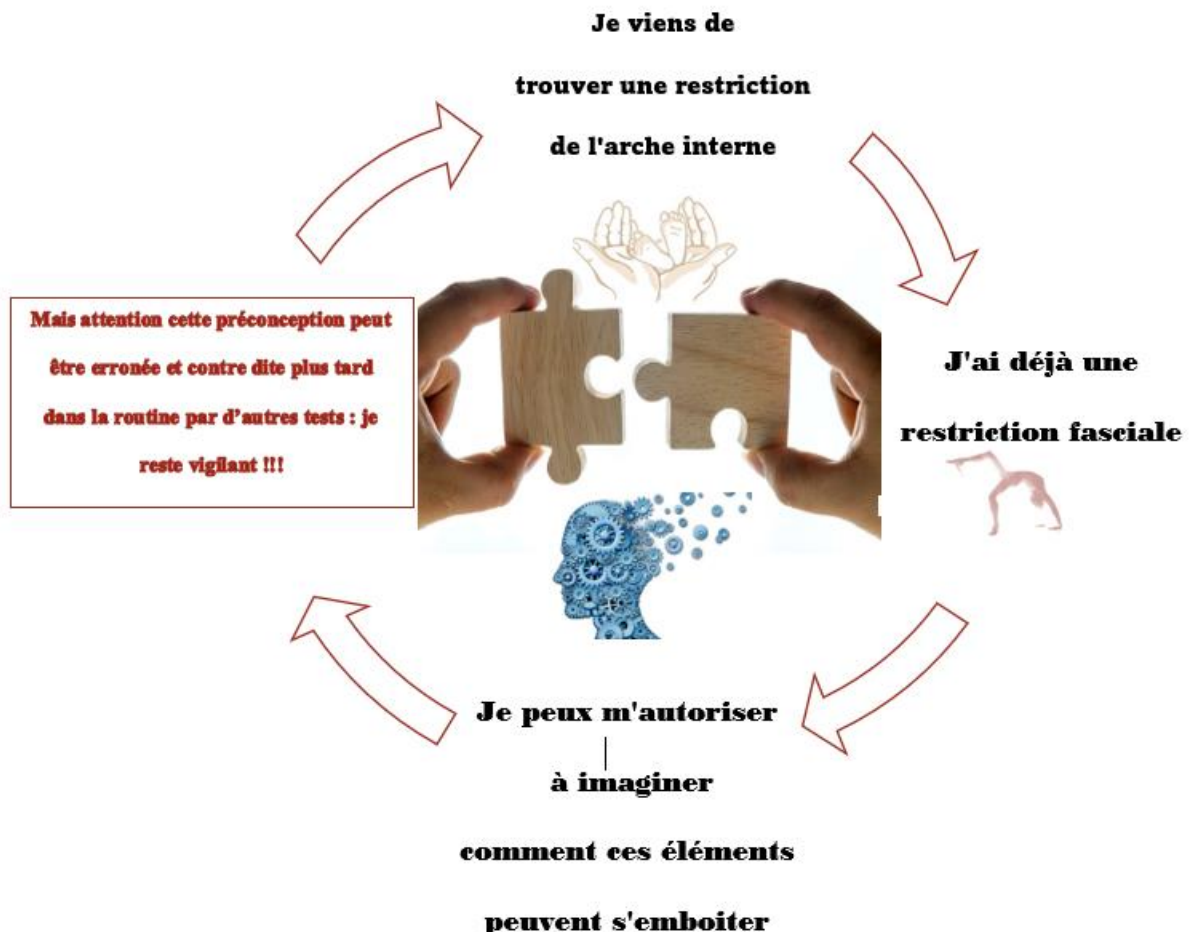 Je viens de
trouver une restriction
de l'arche interne
J'ai déjà une
restriction fasciale
Je peux m'autoriser
à imaginer
comment ces éléments
peuvent s'emboiter
Mais attention cette préconception peut
être erronée et contre dite plus tard
dans la routine par d'autres tests : je
reste vigilant !!!